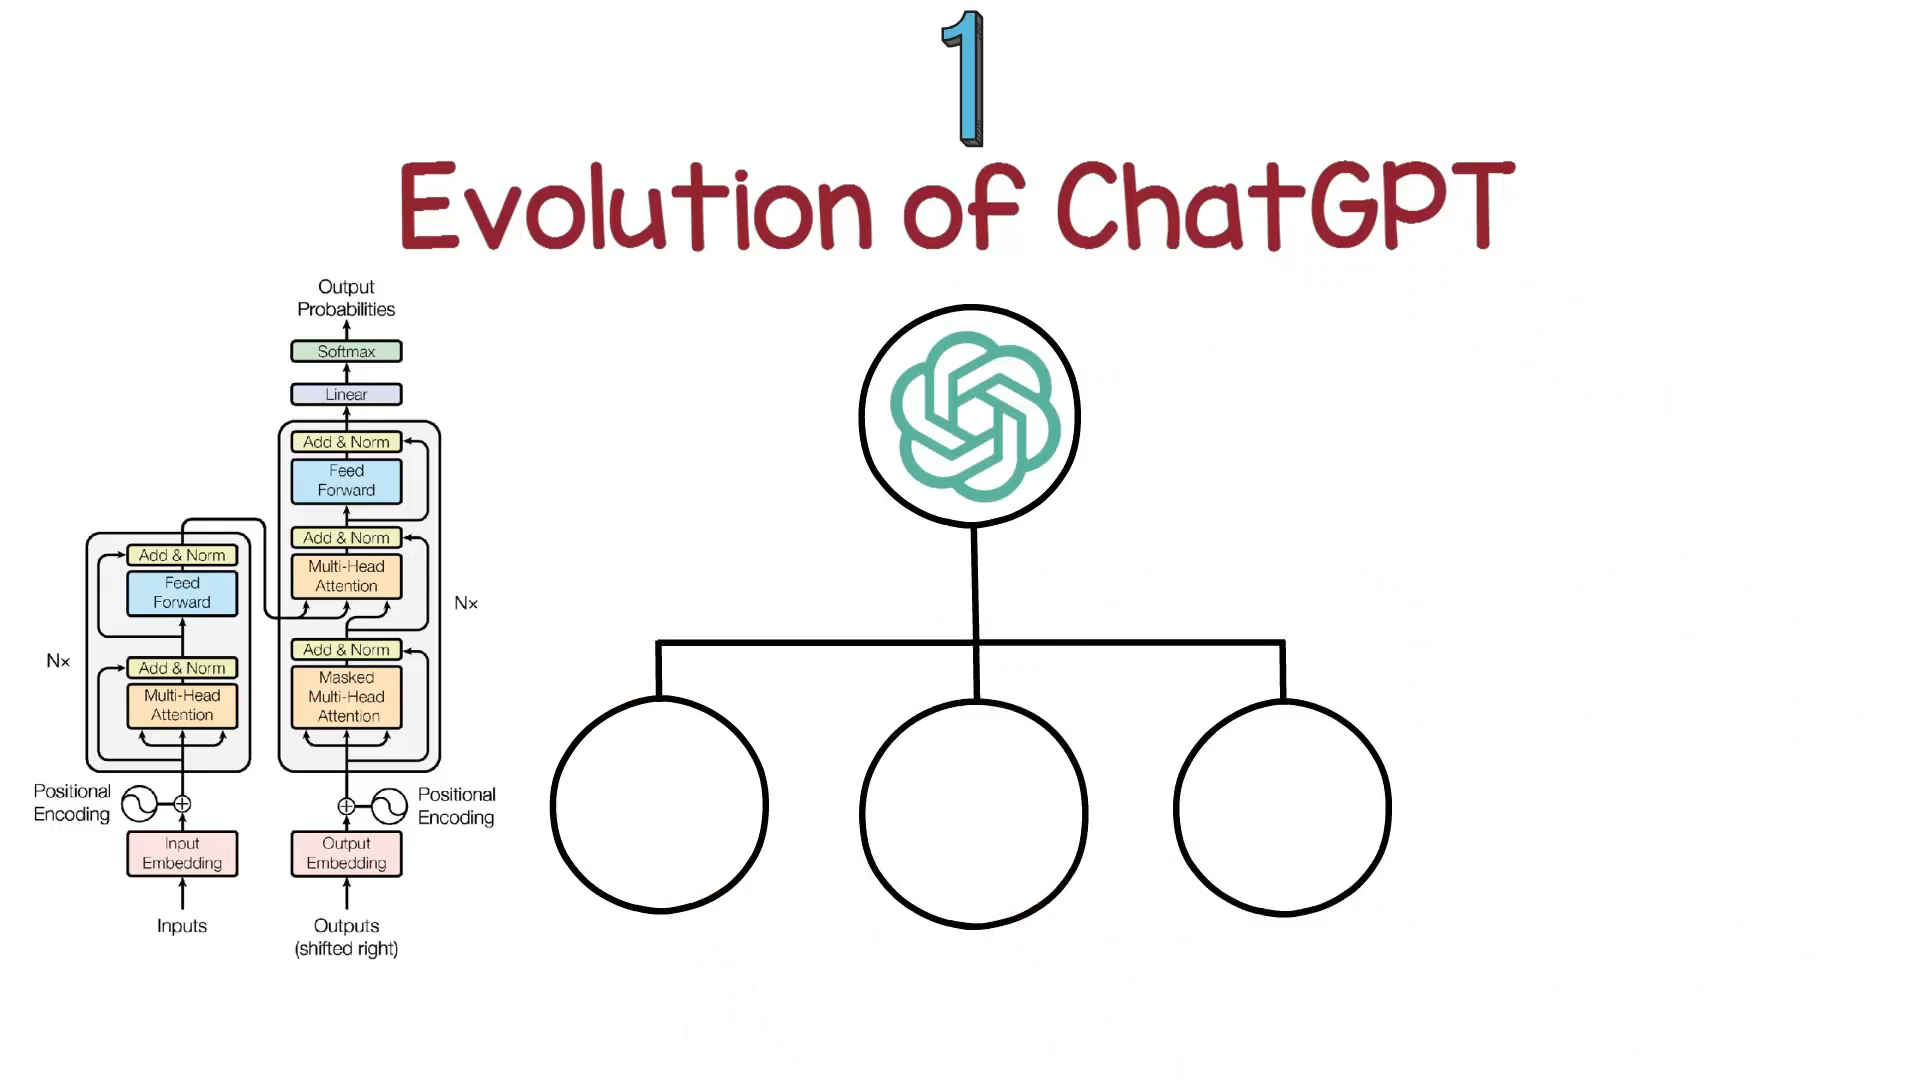 1
Evolution of ChatGPT
Output
Probabilities
Softmax
Linear
Add & Norm
Feed
Forward
Add & Norm
Multi-Head
Attention
Add & Norm
Masked
Multi-Head
Attention
Nx
Positional
Encoding
Output
Embedding
Outputs
(shifted right)
Add & Norm
Feed
Forward
Add & Norm
Multi-Head
Attention
Nx
Positional
Encoding
Input
Embedding
Inputs